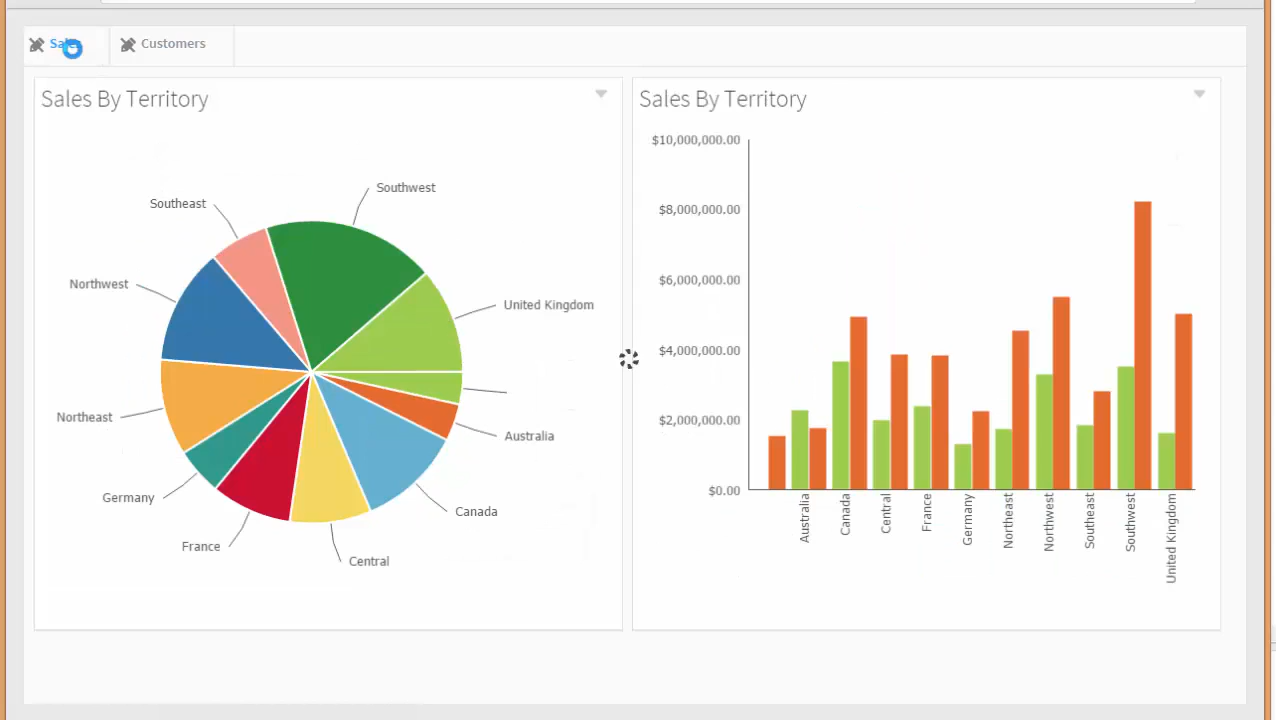 Sales
Customers
Sales By Territory
Southwest
Southeast
Northwest
United Kingdom
Northeast
Australia
Germany
Canada
France
Central
Sales By Territory
$10,000,000.00
$8,000,000.00
$6,000,000.00
$4,000,000.00
$2,000,000.00
$0.00
Australia
Canada
Central
France
Germany
Northeast
Northwest
Southeast
Southwest
United Kingdom